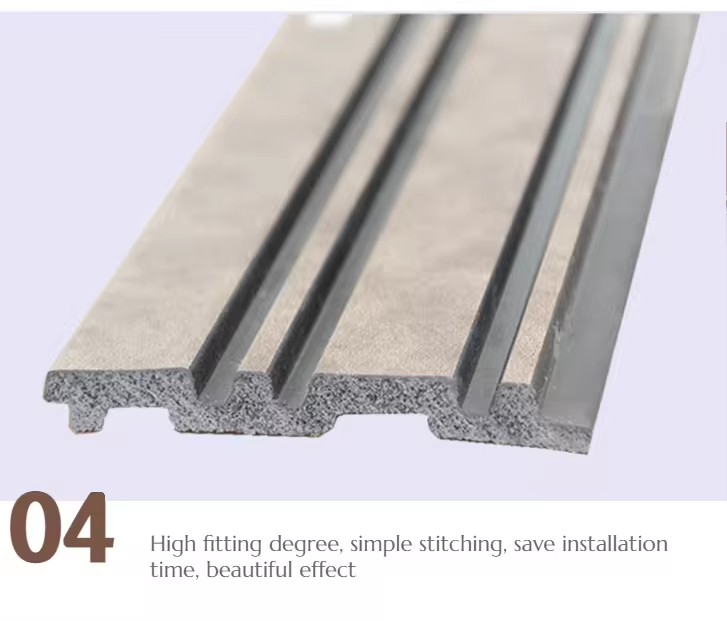 04
High fitting degree, simple stitching, save installation
time, beautiful effect